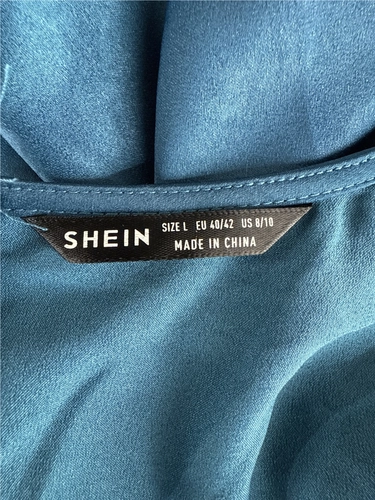 SHEIN
SIZE L EU 40/42 US 8/10
MADE IN CHINA